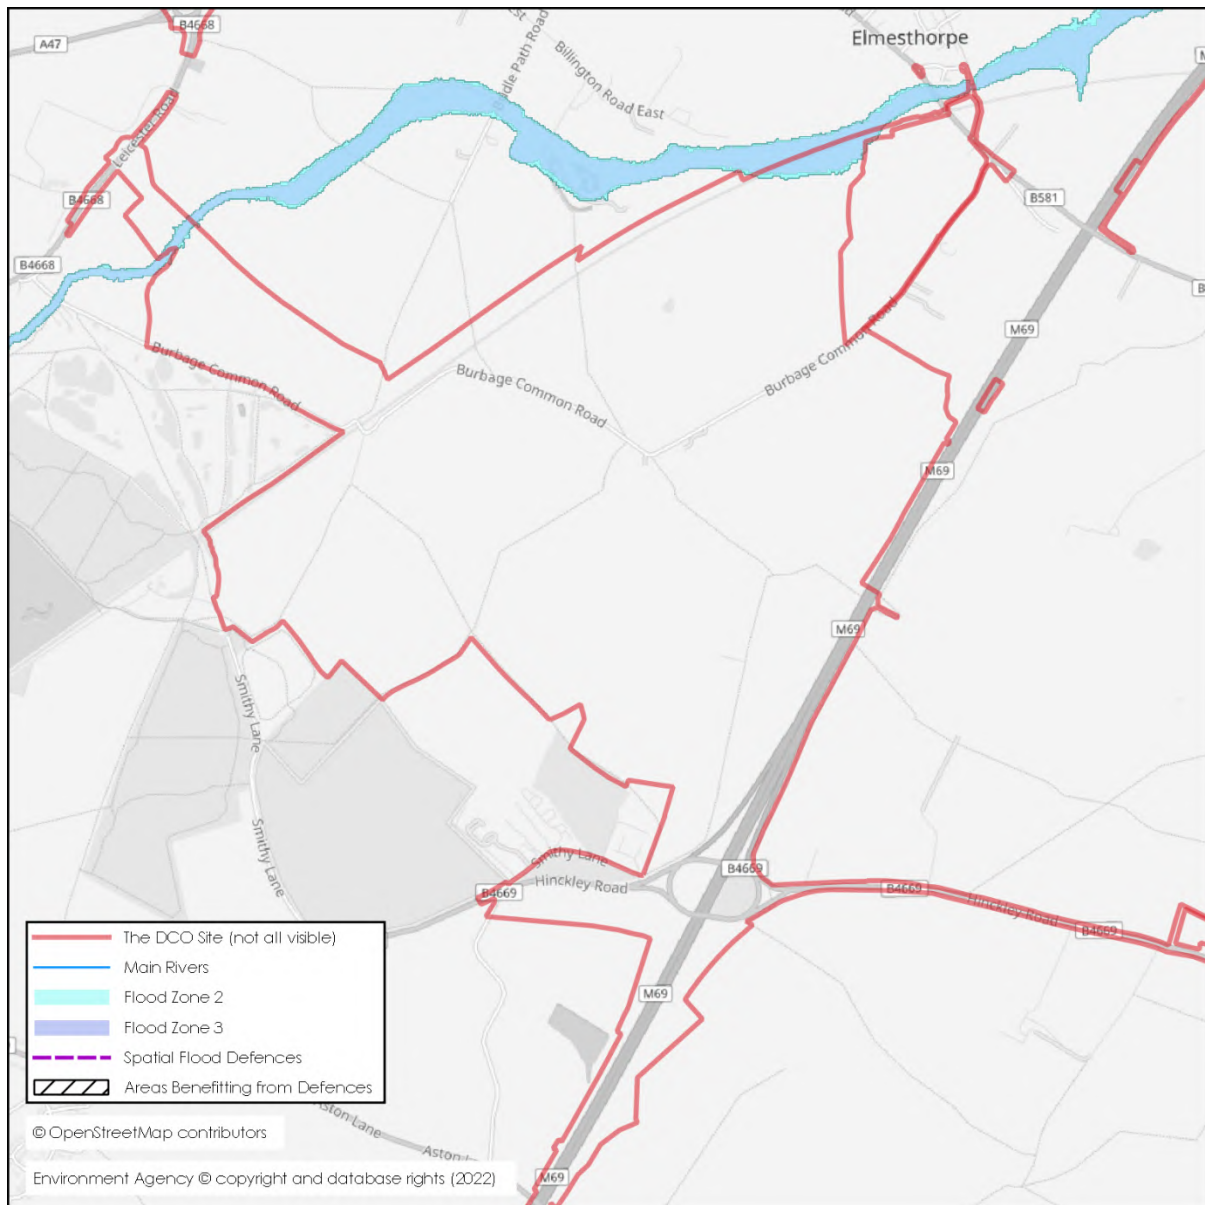 B4668
A47
Elmesthorpe
Billington Road East
Leicester Road
B4668
B581
B4668
M69
Burbage Common Road
Burbage Common Road
Burbage Common Road
M69
M69
Smithy Lane
Smithy Lane
Smithy Lane
Hinckley Road
B4669
B4669
B4669
Hinckley Road
B4669
M69
The DCO Site (not all visible)
Main Rivers
Flood Zone 2
Flood Zone 3
Spatial Flood Defences
Areas Benefitting from Defences
© OpenStreetMap contributors
Environment Agency © copyright and database rights (2022)
M69